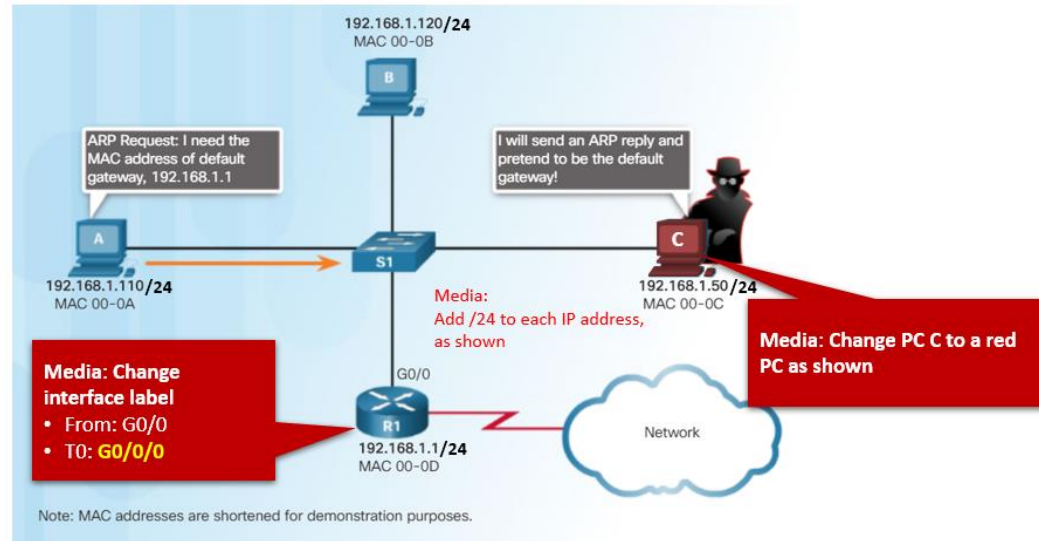 192.168.1.120/24
MAC 00-0B
B
ARP Request: I need the
MAC address of default
gateway, 192.168.1.1
I will send an ARP reply and
pretend to be the default
gateway!
A
S1
C
192.168.1.110/24
MAC 00-0A
192.168.1.50/24
MAC 00-0C
Media:
Add /24 to each IP address,
as shown
Media: Change PC C to a red
PC as shown
Media: Change
interface label
• From: G0/0
• T0: G0/0/0
G0/0
R1
192.168.1.1/24
MAC 00-0D
Network
Note: MAC addresses are shortened for demonstration purposes.